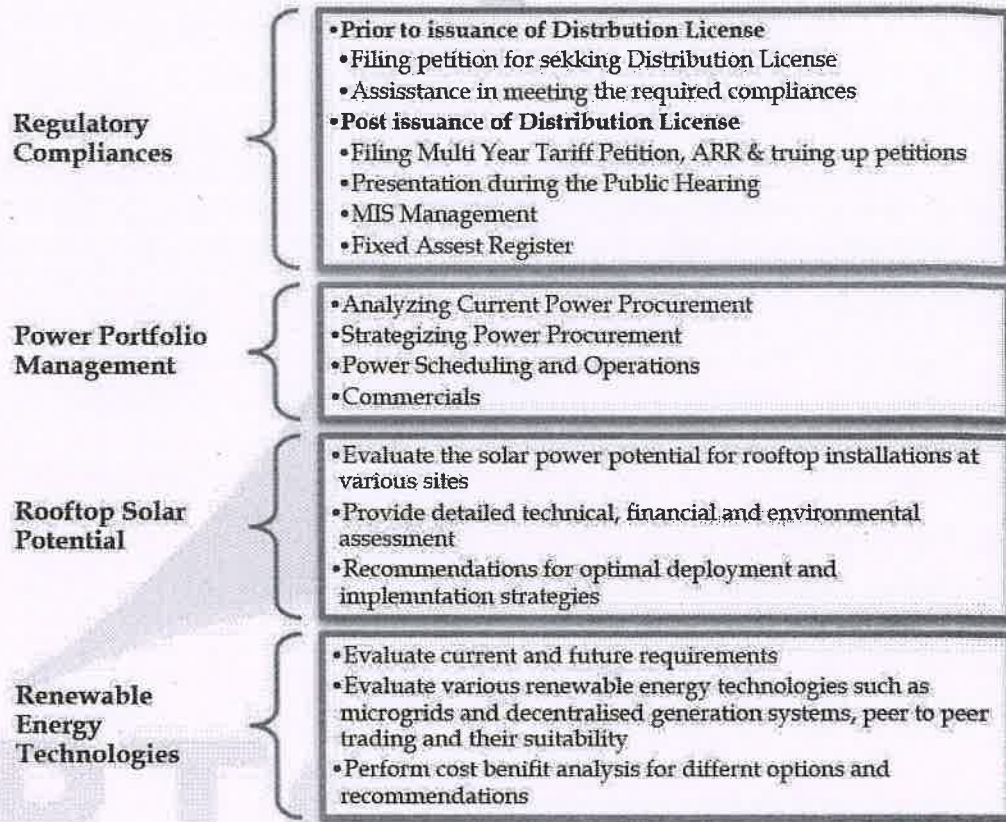 Regulatory
Compliances
•Prior to issuance of Distrbution License
•Filing petition for sekking Distribution License
•Assisstance in meeting the required compliances
•Post issuance of Distribution License
•Filing Multi Year Tariff Petition, ARR & truing up petitions
•Presentation during the Public Hearing
•MIS Management
•Fixed Assest Register
Power Portfolio
Management
•Analyzing Current Power Procurement
•Strategizing Power Procurement
•Power Scheduling and Operations
•Commercials
Rooftop Solar
Potential
•Evaluate the solar power potential for rooftop installations at
various sites
•Provide detailed technical, financial and environmental
assessment
•Recommendations for optimal deployment and
implemntation strategies
Renewable
Energy
Technologies
•Evaluate current and future requirements
•Evaluate various renewable energy technologies such as
microgrids and decentralised generation systems, peer to peer
trading and their suitability
•Perform cost benifit analysis for differnt options and
recommendations